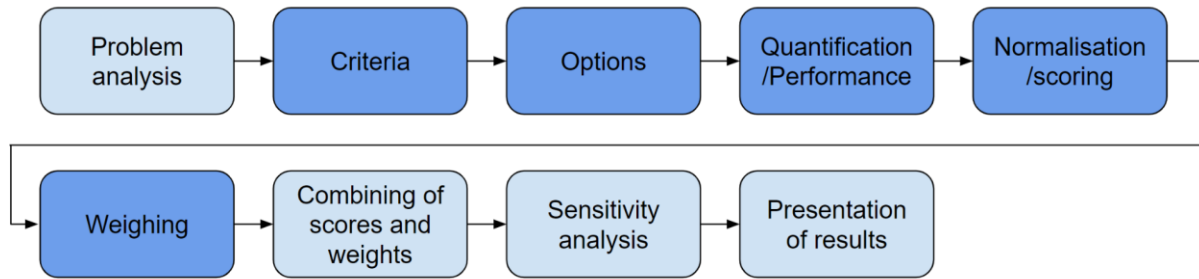 Problem
analysis
Criteria
Options
Quantification
/Performance
Normalisation
/scoring
Weighing
Combining of
scores and
weights
Sensitivity
analysis
Presentation
of results